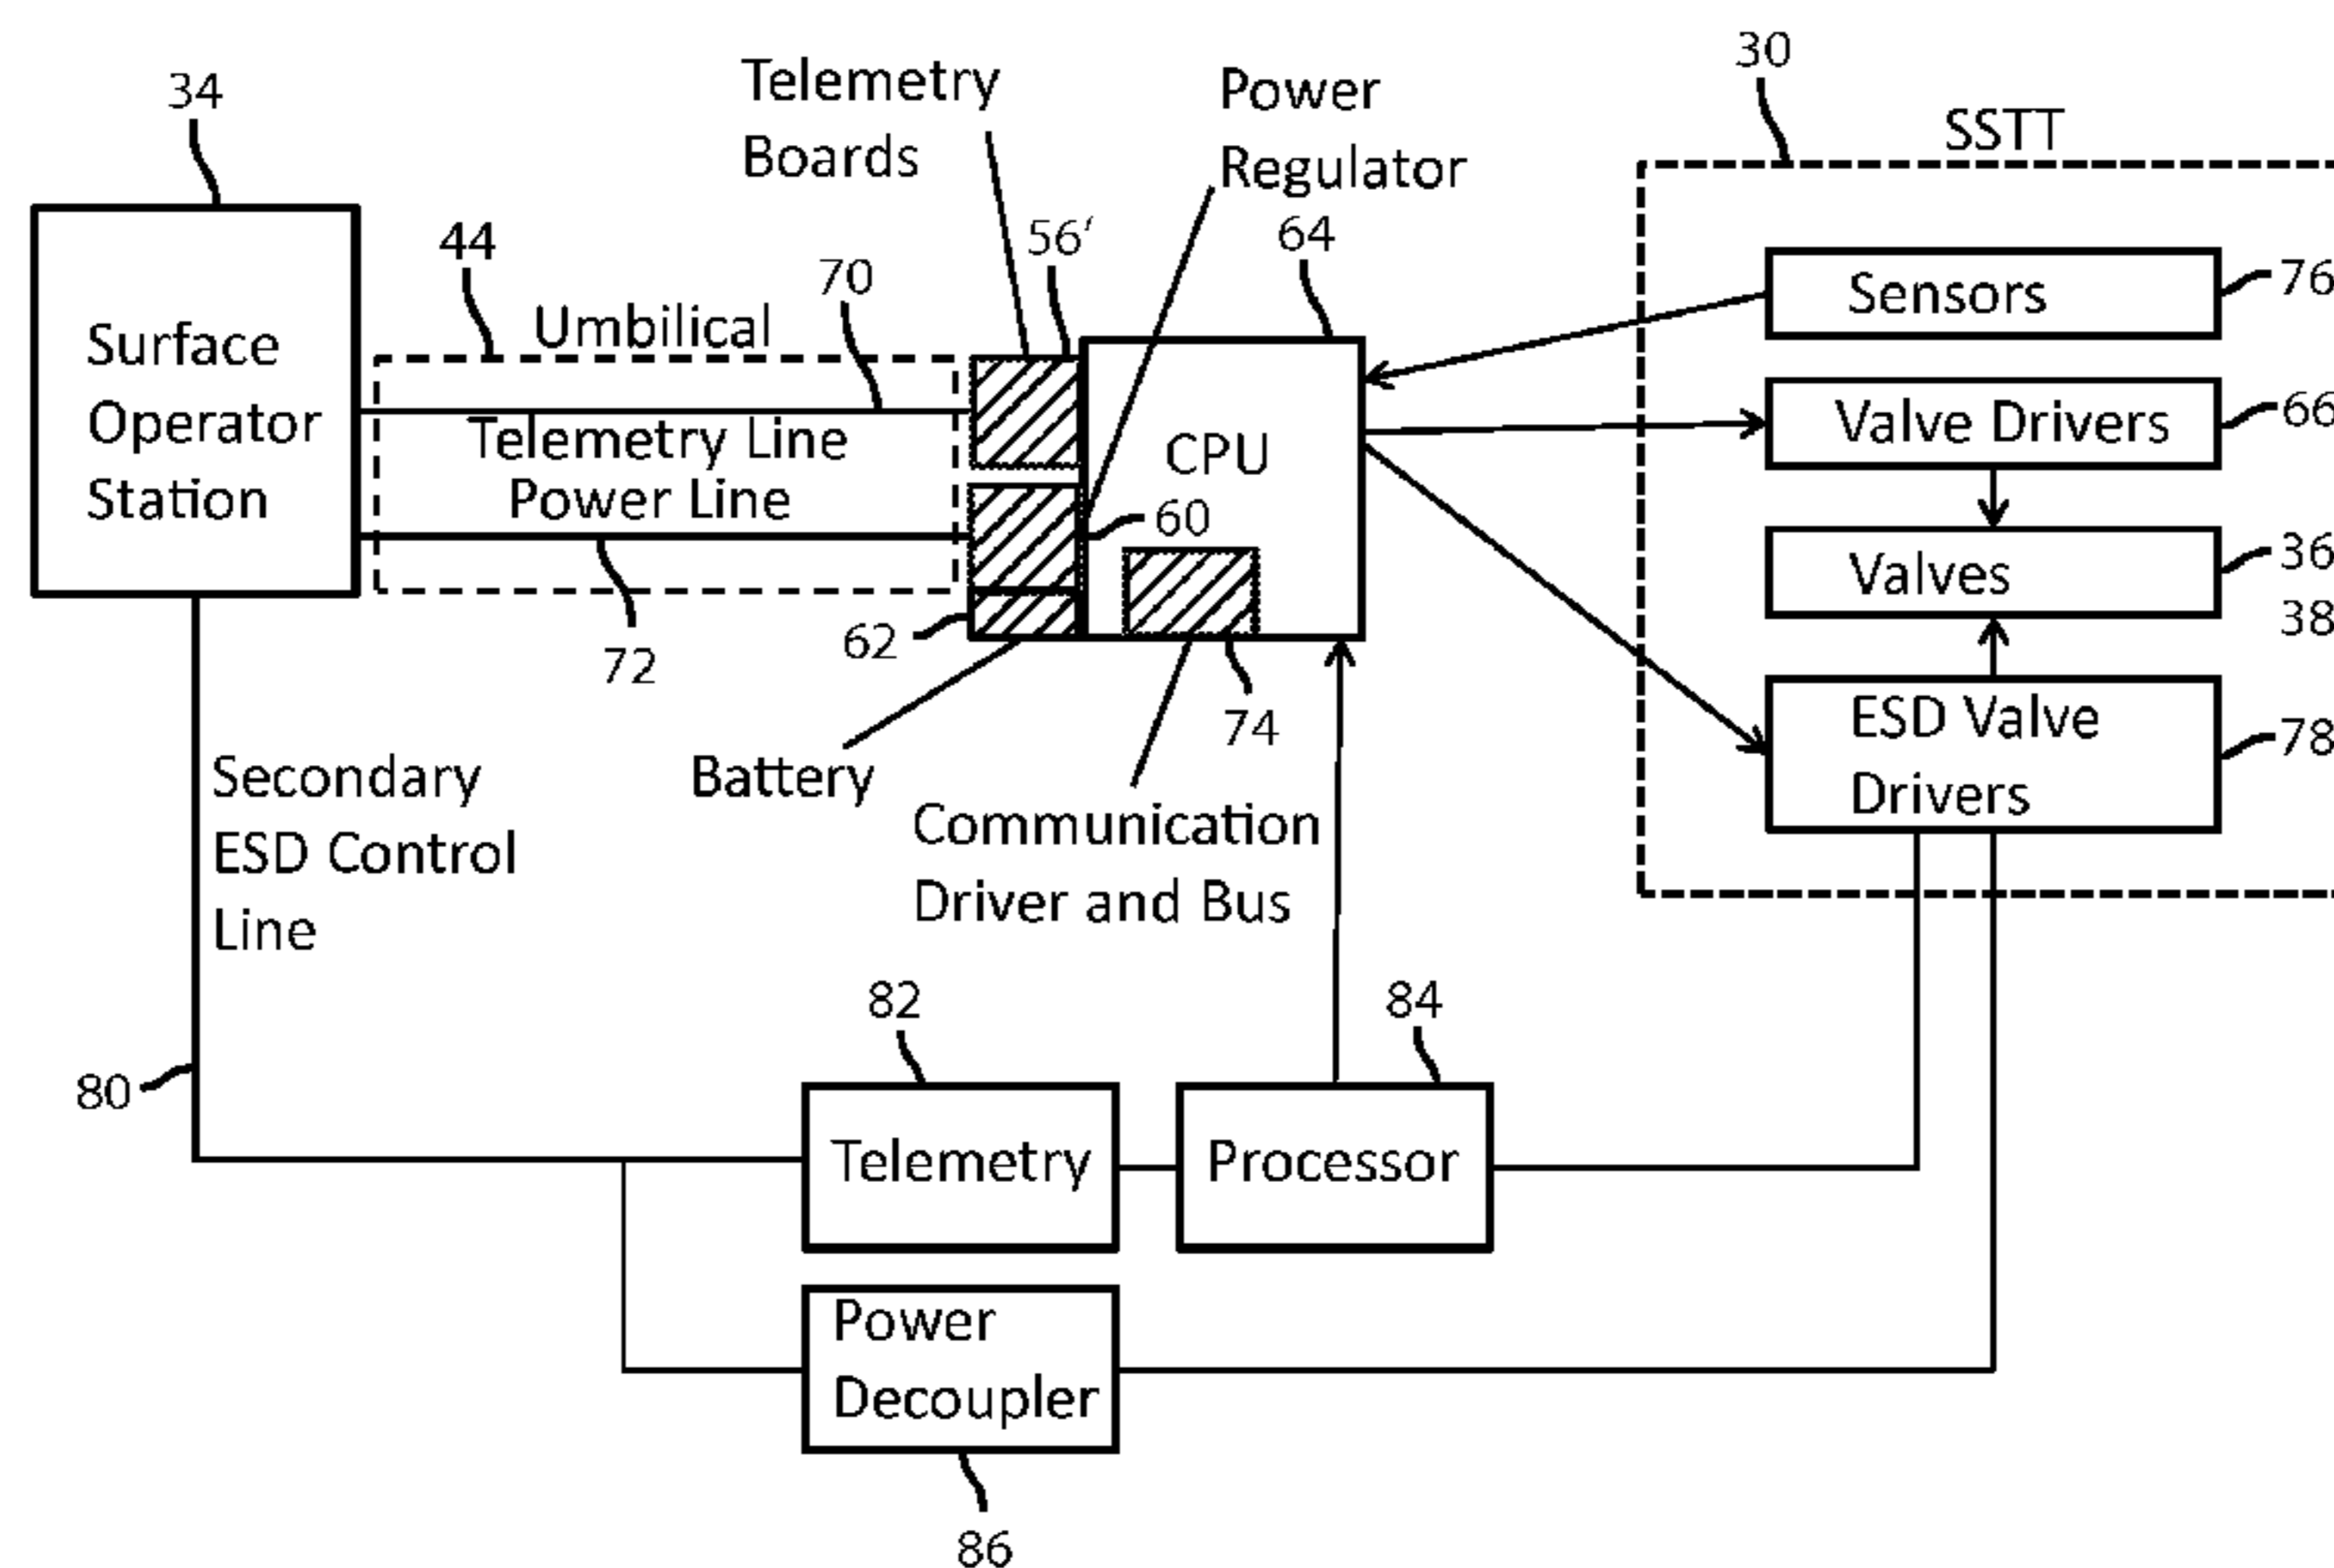 34
Telemetry
Boards
Power
Regulator
30
SSTT
44
Umbilical
70
56'
64
Surface
Operator
Station
Telemetry Line
Power Line
CPU
60
62
72
74
Sensors
76
Valve Drivers
66
Valves
36
38
ESD Valve
Drivers
78
Secondary
ESD Control
Line
Battery
Communication
Driver and Bus
80
82
84
Telemetry
Processor
Power
Decoupler
86